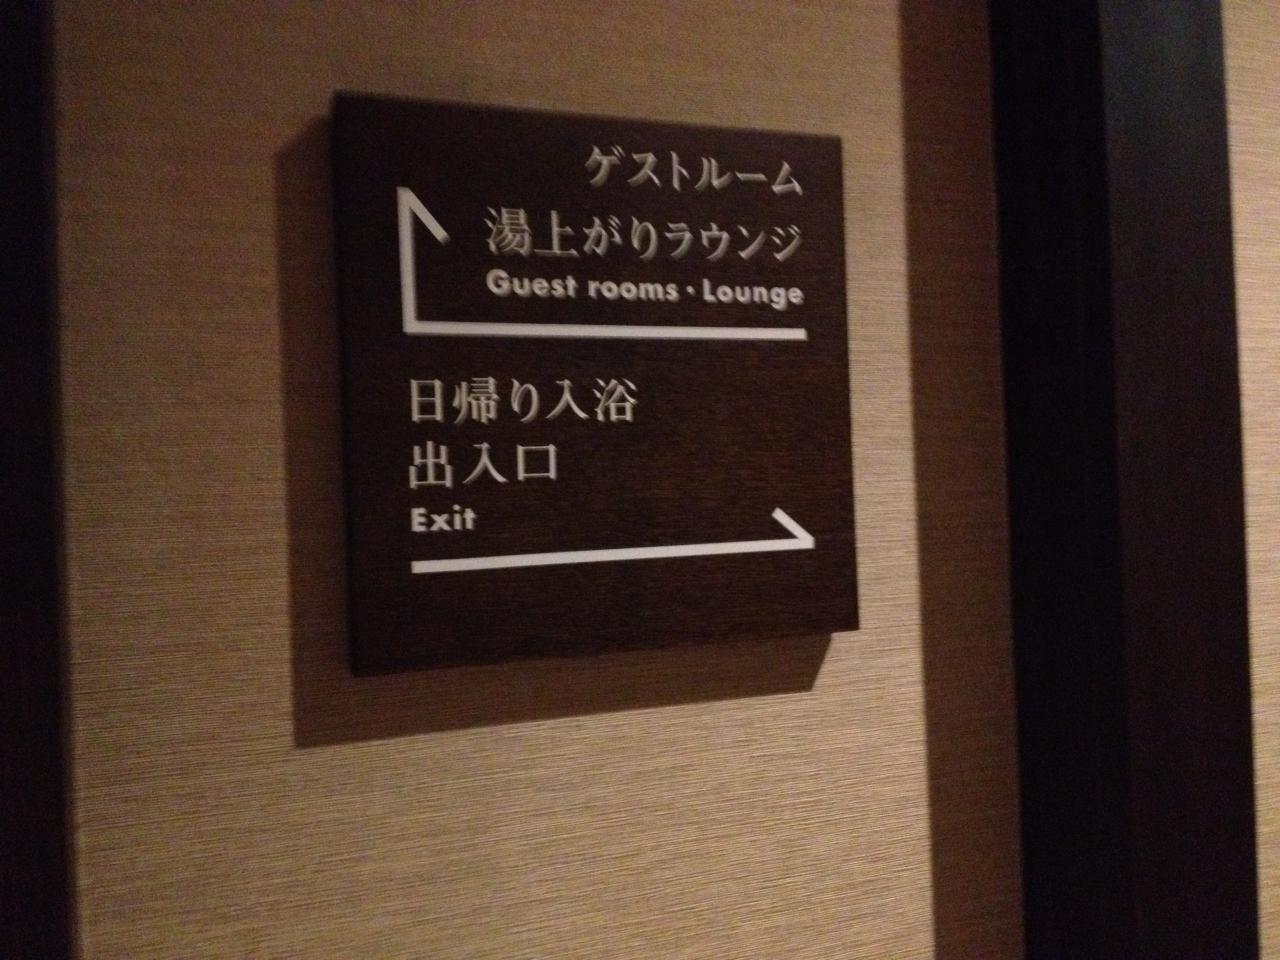 ゲストルーム
湯上がりラウンジ
Guest rooms・Lounge
日帰り入浴
出入口
Exit